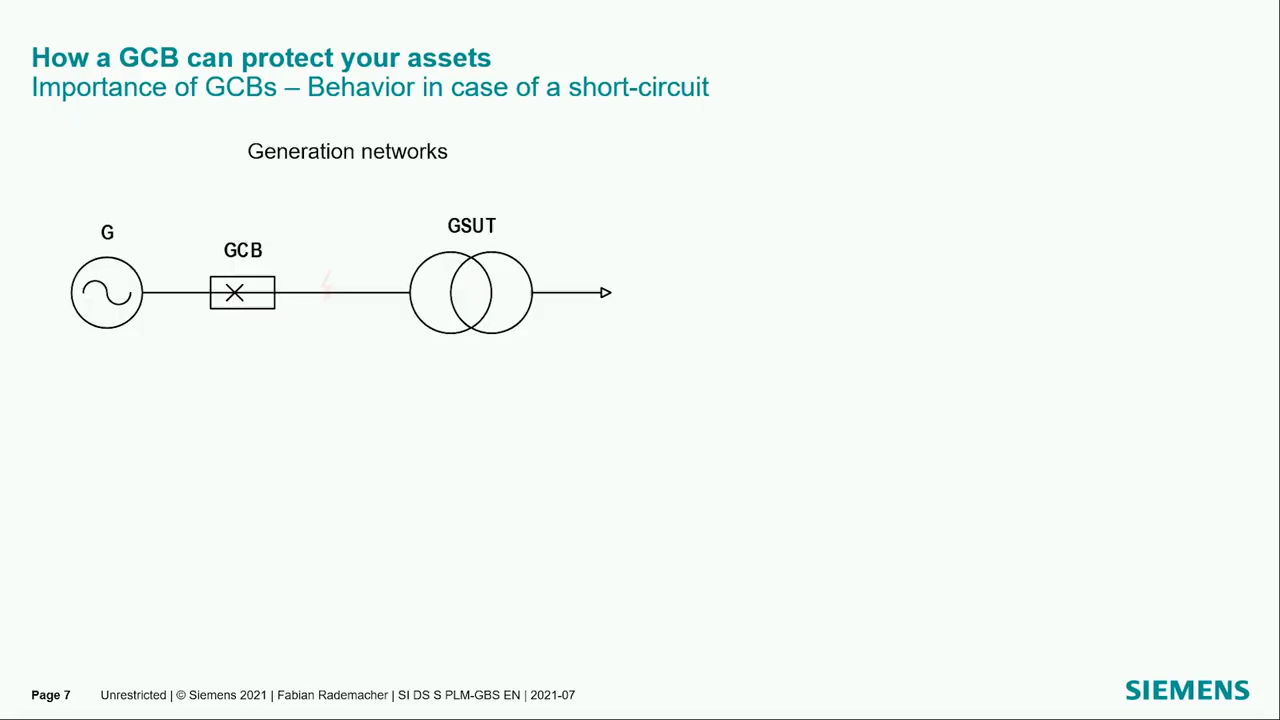 How a GCB can protect your assets
Importance of GCBs – Behavior in case of a short-circuit
Generation networks
G
GCB
GSUT
Page 7 Unrestricted | © Siemens 2021 | Fabian Rademacher | SI DS S PLM-GBS EN | 2021-07
SIEMENS